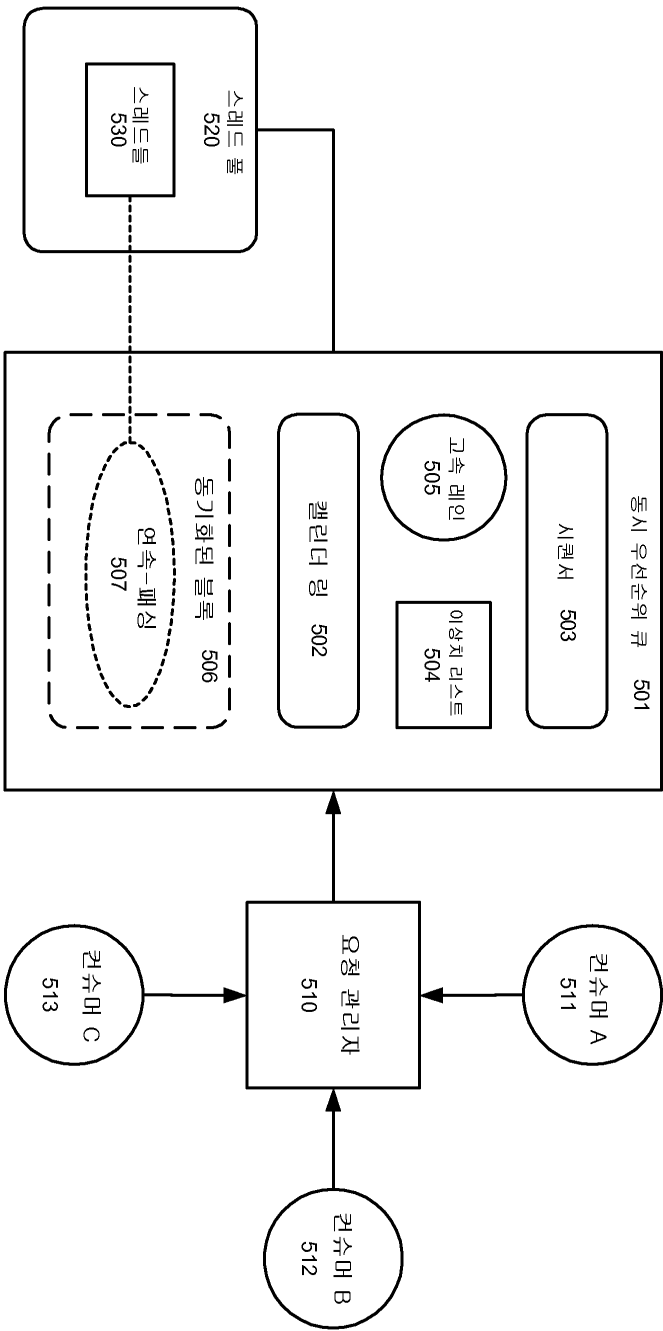 컨슈머 A
511
컨슈머 B
512
컨슈머 C
513
요청 관리자
510
동시 우선순위 큐 501
시퀀서 503
고속 레인
505
이상치 리스트
504
캘린더 링 502
동기화된 블록 506
연속-패싱
507
스레드 풀
520
스레드들
530